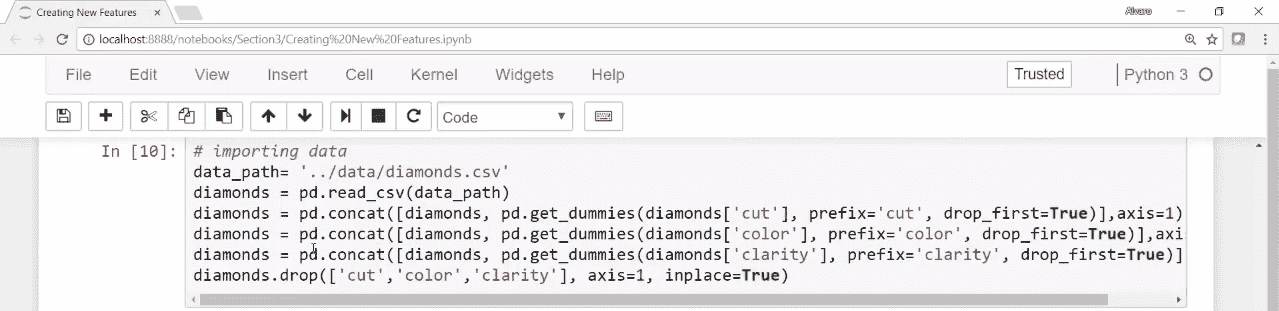 Creating New Features
Alvaro
localhost:8888/notebooks/Section3/Creating%20New%20Features.ipynb
File Edit View Insert Cell Kernel Widgets Help Trusted Python 3
Code
In [10]: # importing data
data_path= '../data/diamonds.csv'
diamonds = pd.read_csv(data_path)
diamonds = pd.concat([diamonds, pd.get_dummies(diamonds['cut'], prefix='cut', drop_first=True)],axis=1)
diamonds = pd.concat([diamonds, pd.get_dummies(diamonds['color'], prefix='color', drop_first=True)],axi
diamonds = pd.concat([diamonds, pd.get_dummies(diamonds['clarity'], prefix='clarity', drop_first=True)]
diamonds.drop(['cut','color','clarity'], axis=1, inplace=True)